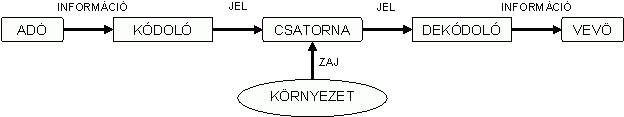 INFORMÁCIÓ JEL JEL INFORMÁCIÓ
ADÓ KÓDOLÓ CSATORNA DEKÓDOLÓ VEVŐ
ZAJ
KÖRNYEZET